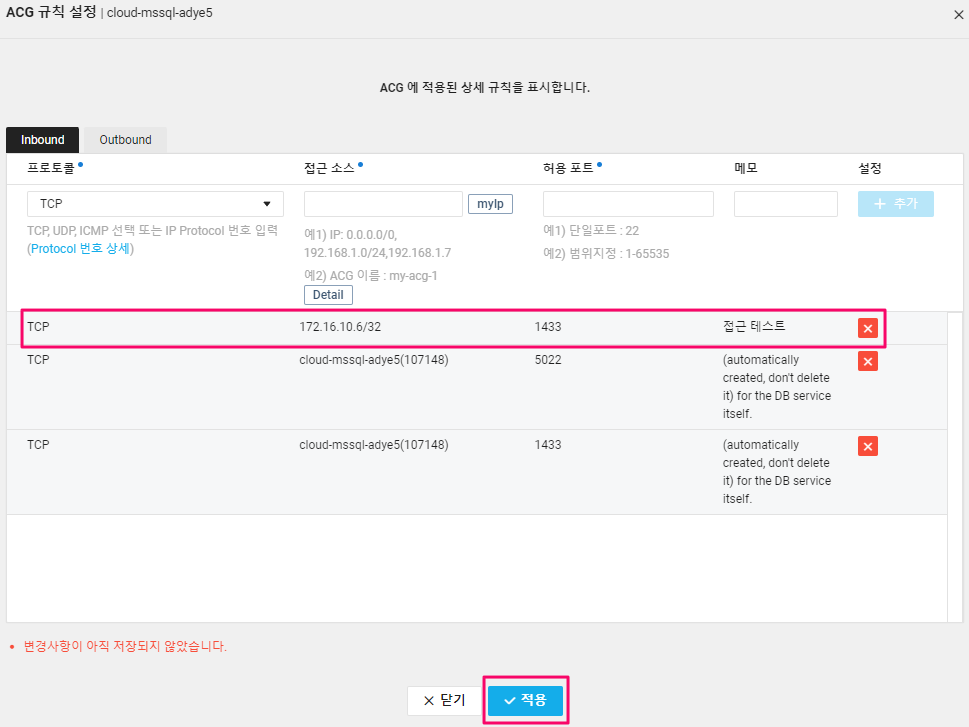 ACG 규칙 설정 | cloud-mssql-adye5
ACG 에 적용된 상세 규칙을 표시합니다.
Inbound Outbound
프로토콜 접근 소스 허용 포트 메모 설정
TCP myIp + 추가
TCP, UDP, ICMP 선택 또는 IP Protocol 번호 입력
(Protocol 번호 상세)
예1) IP: 0.0.0.0/0,
192.168.1.0/24,192.168.1.7
예2) ACG 이름 : my-acg-1
Detail
예1) 단일포트 : 22
예2) 범위지정 : 1-65535
TCP 172.16.10.6/32 1433 접근 테스트
TCP cloud-mssql-adye5(107148) 5022 (automatically
created, don't delete
it) for the DB service
itself.
TCP cloud-mssql-adye5(107148) 1433 (automatically
created, don't delete
it) for the DB service
itself.
변경사항이 아직 저장되지 않았습니다.
닫기 적용